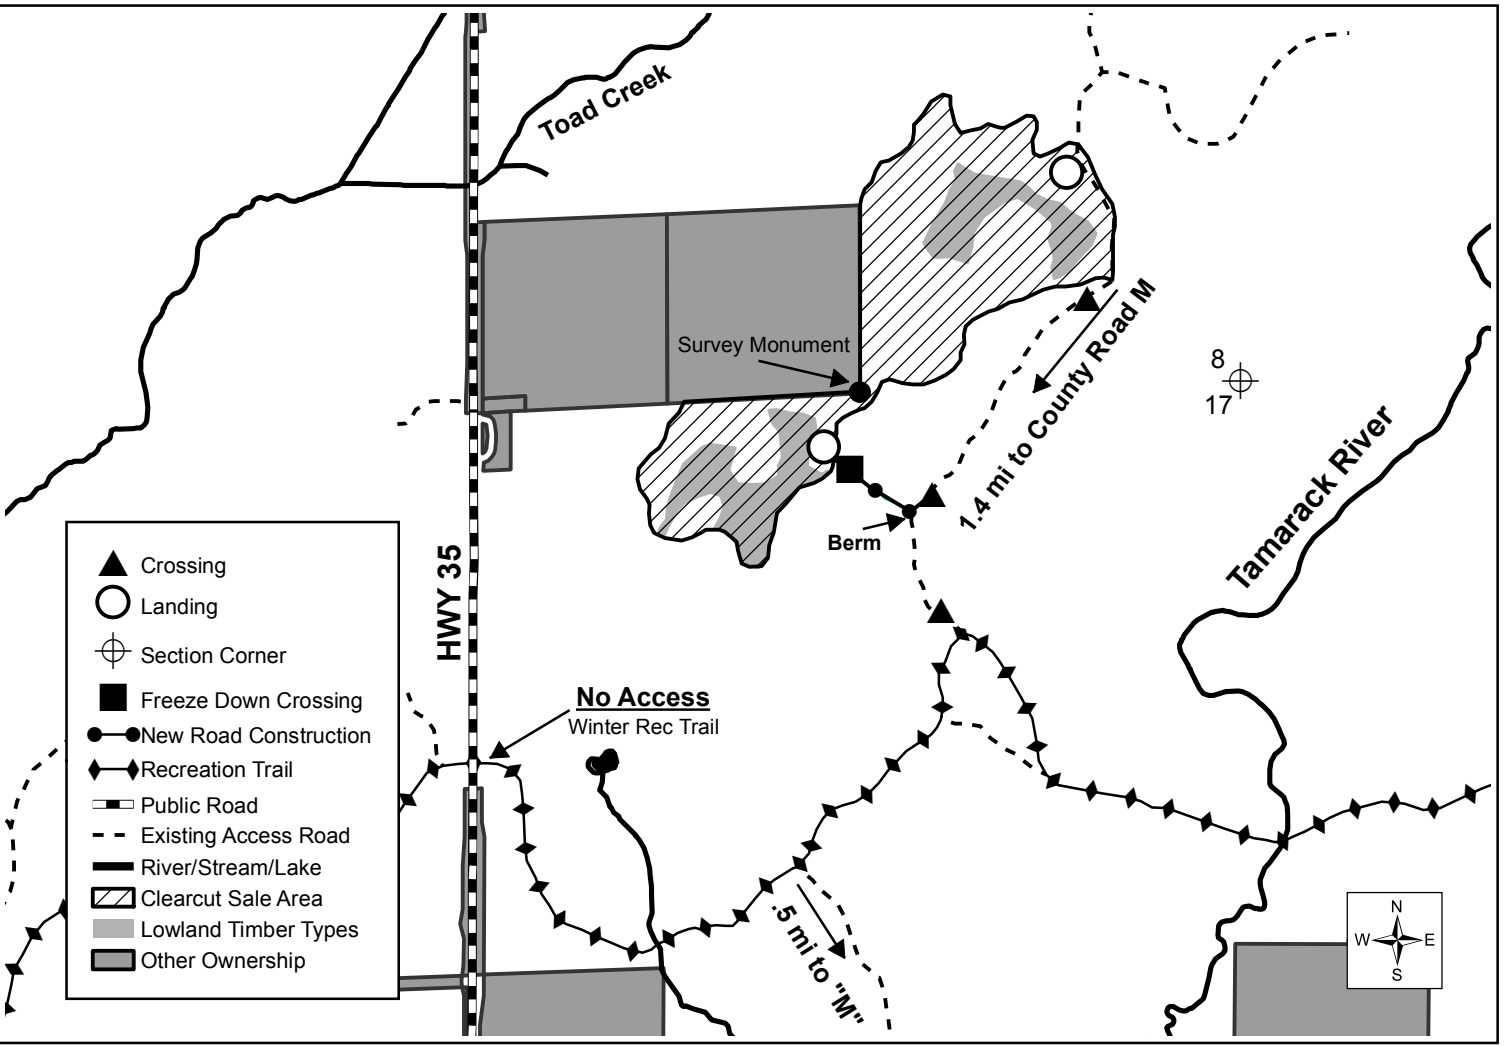 Toad Creek
Survey Monument
1.4 mi to County Road M
8
17
Tamarack River
Berm
HWY 35
No Access
Winter Rec Trail
.5 mi to "M"
Crossing
Landing
Section Corner
Freeze Down Crossing
New Road Construction
Recreation Trail
Public Road
Existing Access Road
River/Stream/Lake
Clearcut Sale Area
Lowland Timber Types
Other Ownership
N
W E
S